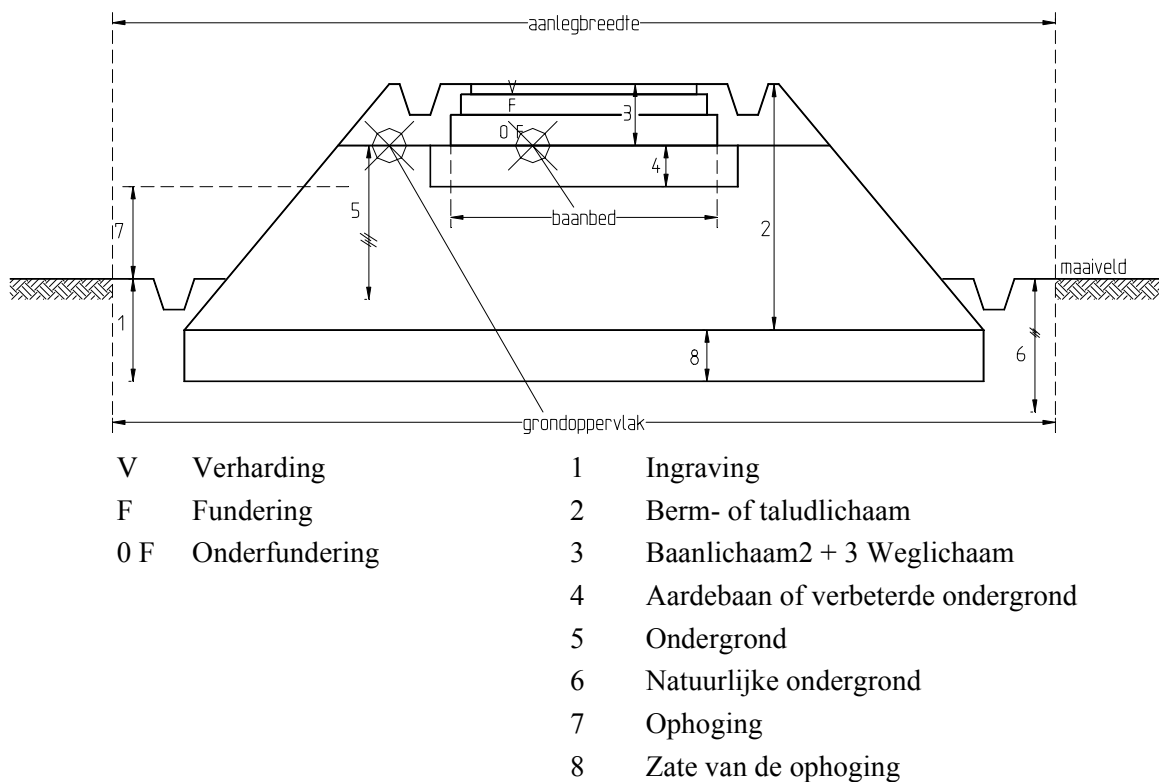 aanlegbreedte
V
F
3
0 F
4
5
baanbed
2
7
maaiveld
1
8
6
grondoppervlak
V Verharding 1 Ingraving
F Fundering 2 Berm- of taludlichaam
0 F Onderfundering 3 Baanlichaam2 + 3 Weglichaam
4 Aardebaan of verbeterde ondergrond
5 Ondergrond
6 Natuurlijke ondergrond
7 Ophoging
8 Zate van de ophoging